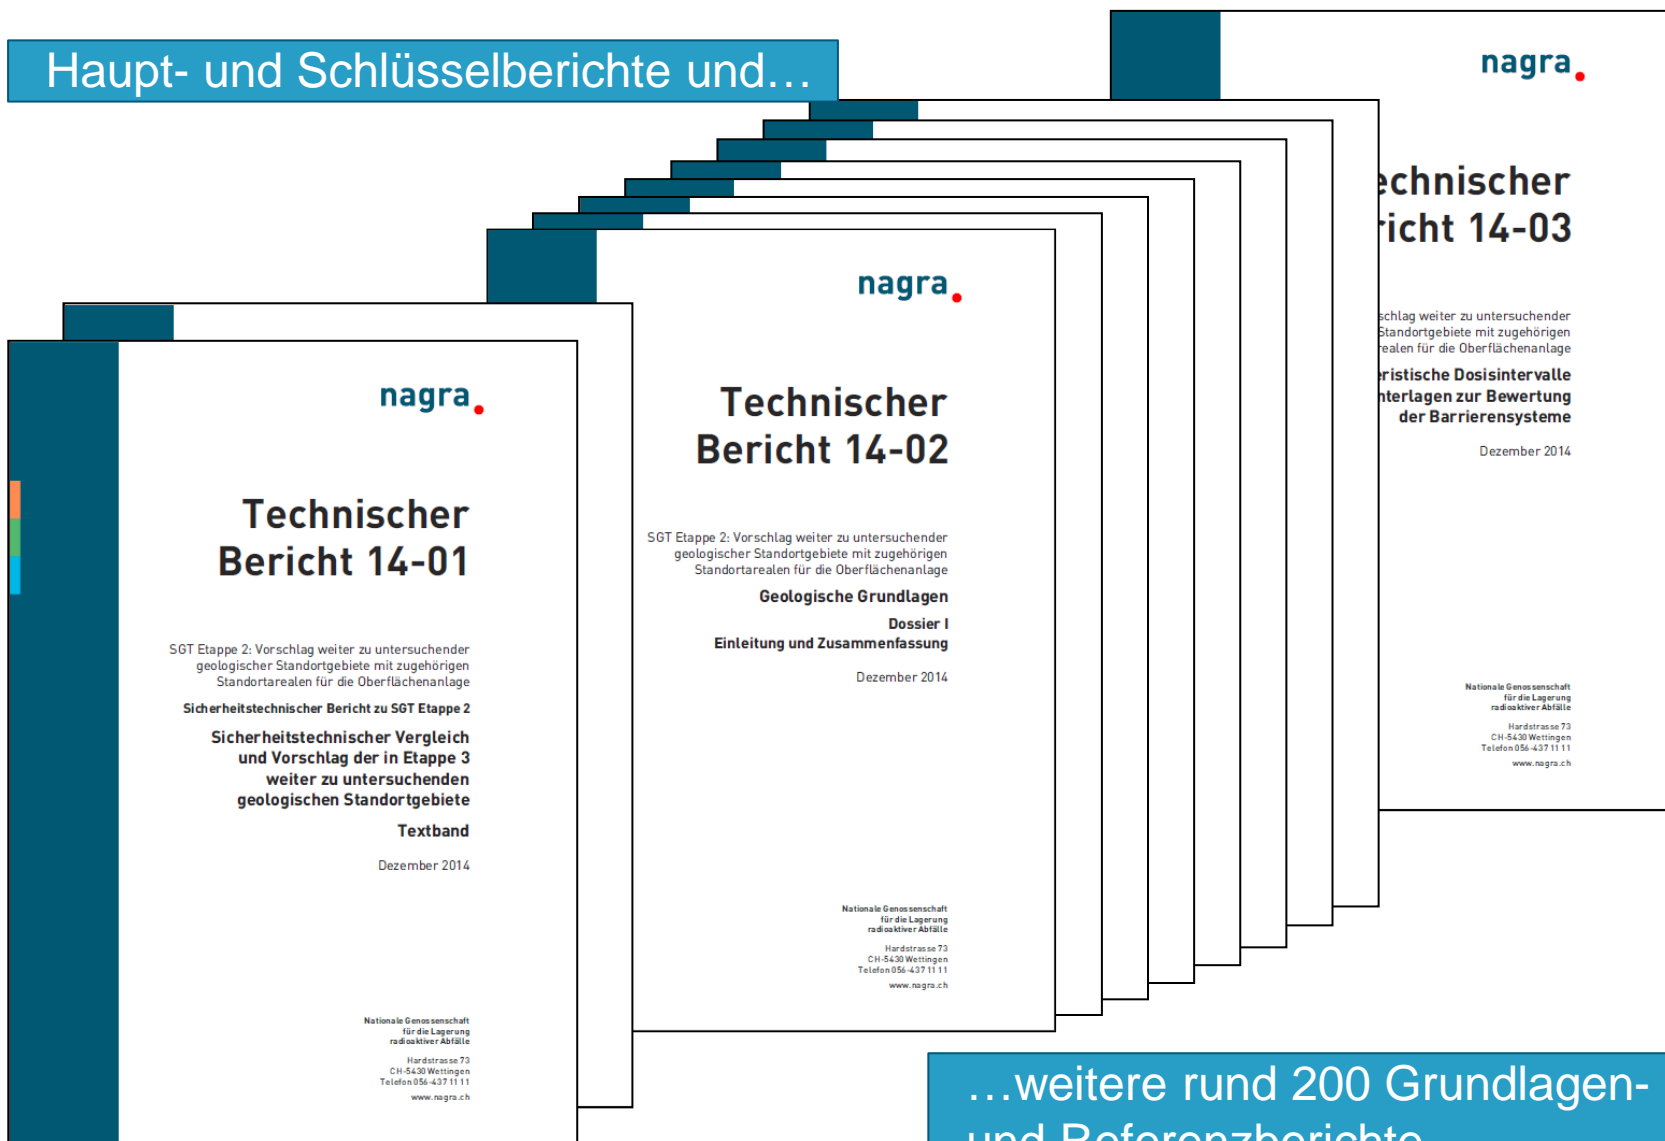 Haupt- und Schlüsselberichte und…
nagra.
Technischer
Bericht 14-01
SGT Etappe 2: Vorschlag weiter zu untersuchender
geologischer Standortgebiete mit zugehörigen
Standortarealen für die Oberflächenanlage
Sicherheitstechnischer Bericht zu SGT Etappe 2
Sicherheitstechnischer Vergleich
und Vorschlag der in Etappe 3
weiter zu untersuchenden
geologischen Standortgebiete
Textband
Dezember 2014
Nationale Genossenschaft
für die Lagerung
radioaktiver Abfälle
Hardstrasse 73
CH-5430 Wettingen
Telefon 056-437 11 11
www.nagra.ch
nagra.
Technischer
Bericht 14-02
SGT Etappe 2: Vorschlag weiter zu untersuchender
geologischer Standortgebiete mit zugehörigen
Standortarealen für die Oberflächenanlage
Geologische Grundlagen
Dossier I
Einleitung und Zusammenfassung
Dezember 2014
Nationale Genossenschaft
für die Lagerung
radioaktiver Abfälle
Hardstrasse 73
CH-5430 Wettingen
Telefon 056-437 11 11
www.nagra.ch
nagra.
echnischer
richt 14-03
schlag weiter zu untersuchender
Standortgebiete mit zugehörigen
realen für die Oberflächenanlage
eristische Dosisintervalle
nterlagen zur Bewertung
der Barrierensysteme
Dezember 2014
Nationale Genossenschaft
für die Lagerung
radioaktiver Abfälle
Hardstrasse 73
CH-5430 Wettingen
Telefon 056-437 11 11
www.nagra.ch
…weitere rund 200 Grundlagen-
und Referenzberichte